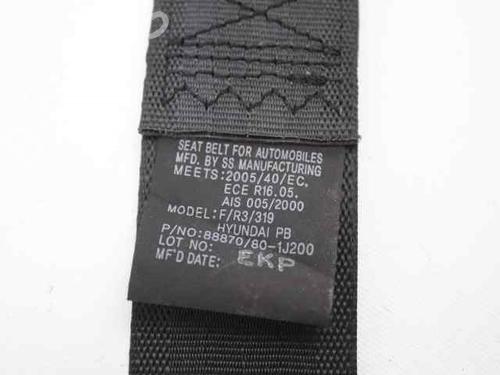 SEAT BELT FOR AUTOMOBILES
MFD. BY SS MANUFACTURING
MEETS:2005/40/EC.
ECE R16.05.
AIS 005/2000
MODEL: F/R3/319
HYUNDAI PB
P/NO:88870/80-1J200
LOT NO:
MF'D DATE: EKP